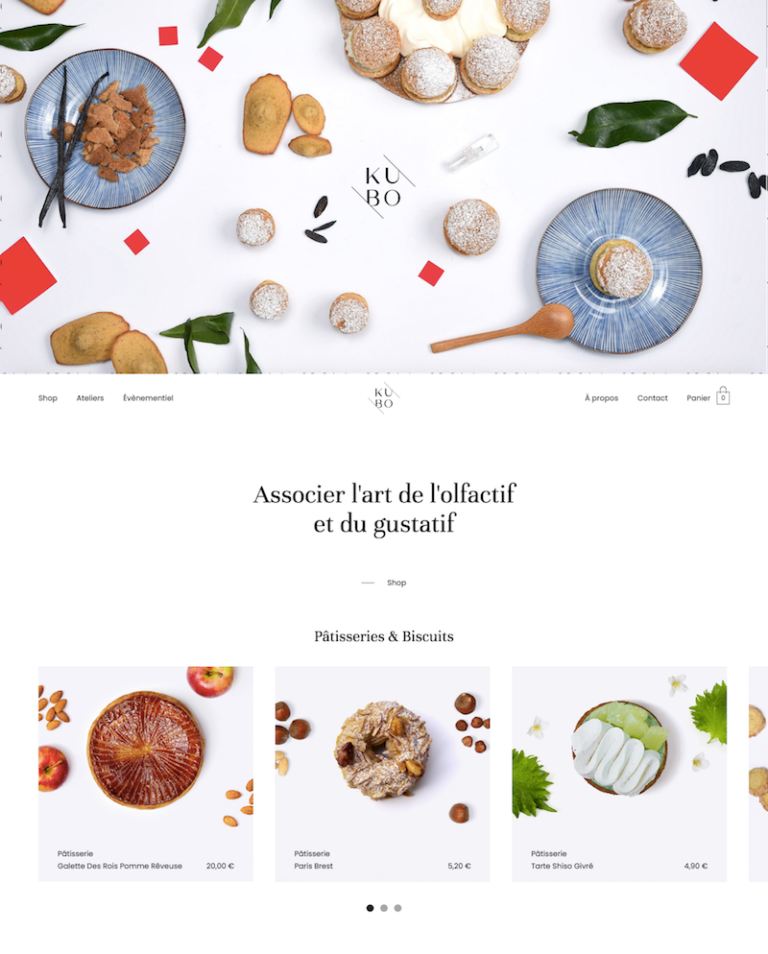 KU
BO
Shop Ateliers Évènementiel
KU
BO
À propos Contact Panier 0
Associer l'art de l'olfactif
et du gustatif
Shop
Pâtisseries & Biscuits
Pâtisserie
Galette Des Rois Pomme Rêveuse 20,00 €
Pâtisserie
Paris Brest 5,20 €
Pâtisserie
Tarte Shiso Givré 4,90 €